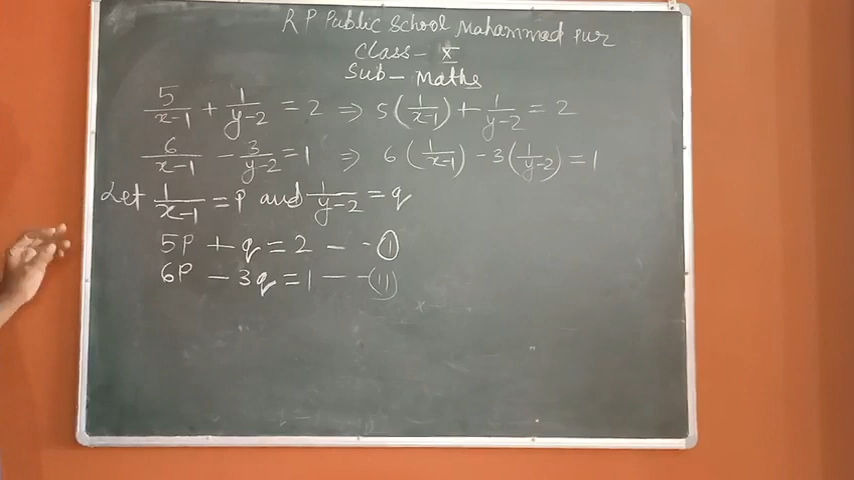 R P Public School Mahammad pur
Class - X
Sub - Maths
5/(x-1) + 1/(y-2) = 2 ⇒ 5(1/(x-1)) + 1/(y-2) = 2
6/(x-1) - 3/(y-2) = 1 ⇒ 6(1/(x-1)) - 3(1/(y-2)) = 1
Let 1/(x-1) = P and 1/(y-2) = q
5P + q = 2 - - (I)
6P - 3q = 1 - - (II)